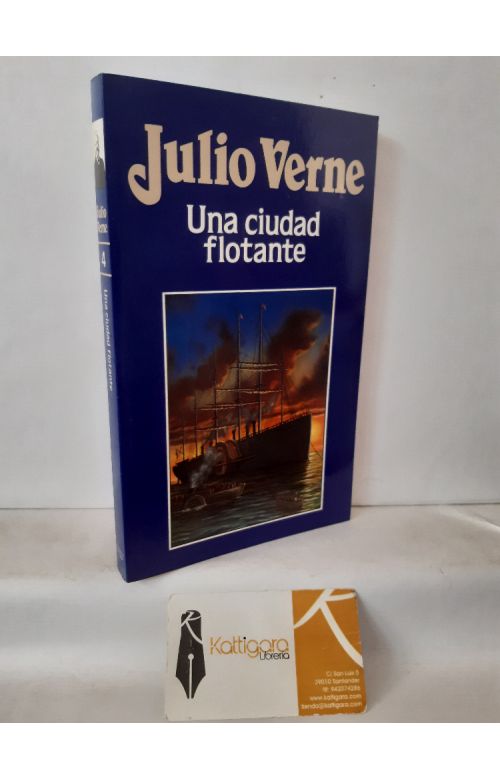 Julio Verne
Una ciudad
flotante
Julio
Verne
4
Una ciudad flotante
Kattigara
Librería
C/ San Luis 5
39010 Santander
tlf: 942374286
www.kattigara.com
tienda@kattigara.com